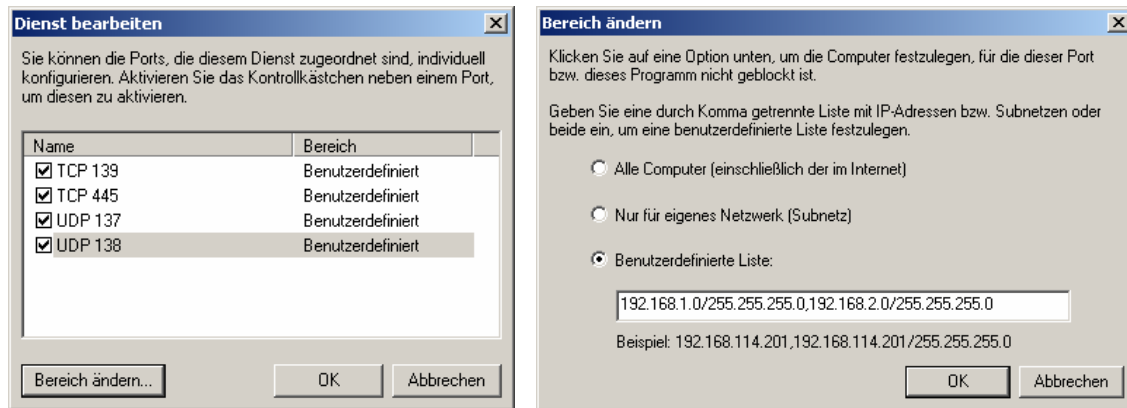 Dienst bearbeiten
Sie können die Ports, die diesem Dienst zugeordnet sind, individuell
konfigurieren. Aktivieren Sie das Kontrollkästchen neben einem Port,
um diesen zu aktivieren.
Name Bereich
TCP 139 Benutzerdefiniert
TCP 445 Benutzerdefiniert
UDP 137 Benutzerdefiniert
UDP 138 Benutzerdefiniert
Bereich ändern... OK Abbrechen
Bereich ändern
Klicken Sie auf eine Option unten, um die Computer festzulegen, für die dieser Port
bzw. dieses Programm nicht geblockt ist.
Geben Sie eine durch Komma getrennte Liste mit IP-Adressen bzw. Subnetzen oder
beide ein, um eine benutzerdefinierte Liste festzulegen.
Alle Computer (einschließlich der im Internet)
Nur für eigenes Netzwerk (Subnetz)
Benutzerdefinierte Liste:
192.168.1.0/255.255.255.0,192.168.2.0/255.255.255.0
Beispiel: 192.168.114.201,192.168.114.201/255.255.255.0
OK Abbrechen